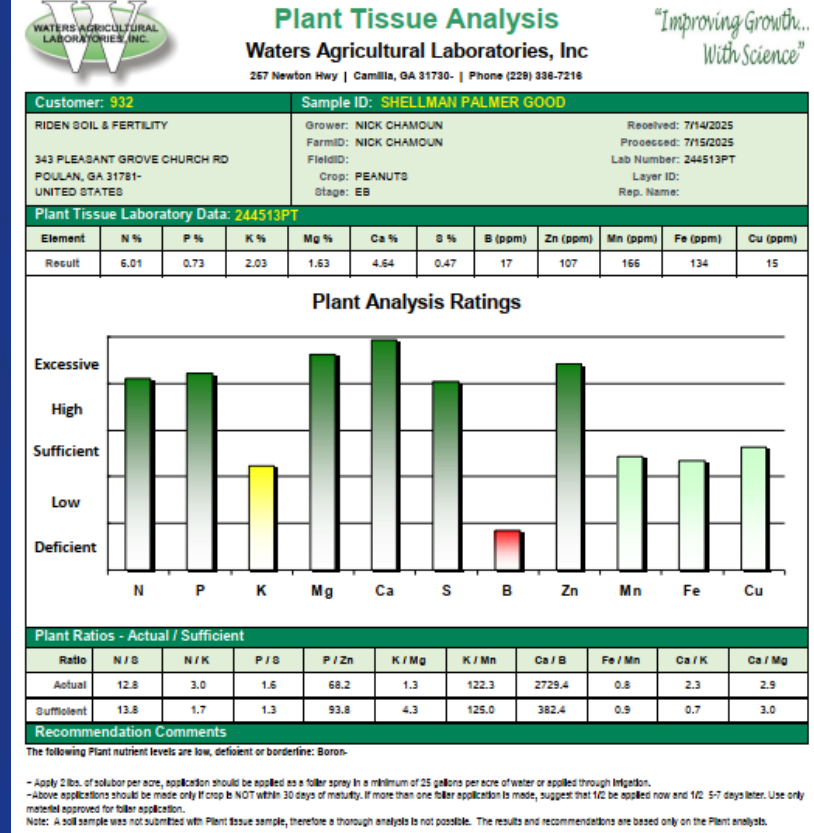 WATERS AGRICULTURAL
LABORATORIES, INC.
W
Plant Tissue Analysis
Waters Agricultural Laboratories, Inc
257 Newton Hwy | Camilla, GA 31730- | Phone (229) 336-7216
"Improving Growth...
With Science"
Customer: 932
Sample ID: SHELLMAN PALMER GOOD
RIDEN SOIL & FERTILITY
343 PLEASANT GROVE CHURCH RD
POULAN, GA 31781-
UNITED STATES
Grower: NICK CHAMOUN
FarmID: NICK CHAMOUN
FieldID:
Crop: PEANUTS
Stage: EB
Received: 7/14/2025
Processed: 7/15/2025
Lab Number: 244513PT
Layer ID:
Rep. Name:
Plant Tissue Laboratory Data: 244513PT
Element N % P % K % Mg % Ca % S % B (ppm) Zn (ppm) Mn (ppm) Fe (ppm) Cu (ppm)
Result 6.01 0.73 2.03 1.63 4.64 0.47 17 107 166 134 15
Plant Analysis Ratings
Excessive
High
Sufficient
Low
Deficient
N P K Mg Ca S B Zn Mn Fe Cu
Plant Ratios - Actual / Sufficient
Ratio N / S N / K P / S P / Zn K / Mg K / Mn Ca / B Fe / Mn Ca / K Ca / Mg
Actual 12.8 3.0 1.6 68.2 1.3 122.3 2729.4 0.8 2.3 2.9
Sufficient 13.8 1.7 1.3 93.8 4.3 125.0 382.4 0.9 0.7 3.0
Recommendation Comments
The following Plant nutrient levels are low, deficient or borderline: Boron-
~ Apply 2 lbs. of solubor per acre, application should be applied as a foliar spray in a minimum of 25 gallons per acre of water or applied through irrigation.
~Above applications should be made only if crop is NOT within 30 days of maturity. If more than one foliar application is made, suggest that 1/2 be applied now and 1/2 5-7 days later. Use only
material approved for foliar application.
Note: A soil sample was not submitted with Plant tissue sample, therefore a thorough analysis is not possible. The results and recommendations are based only on the Plant analysis.